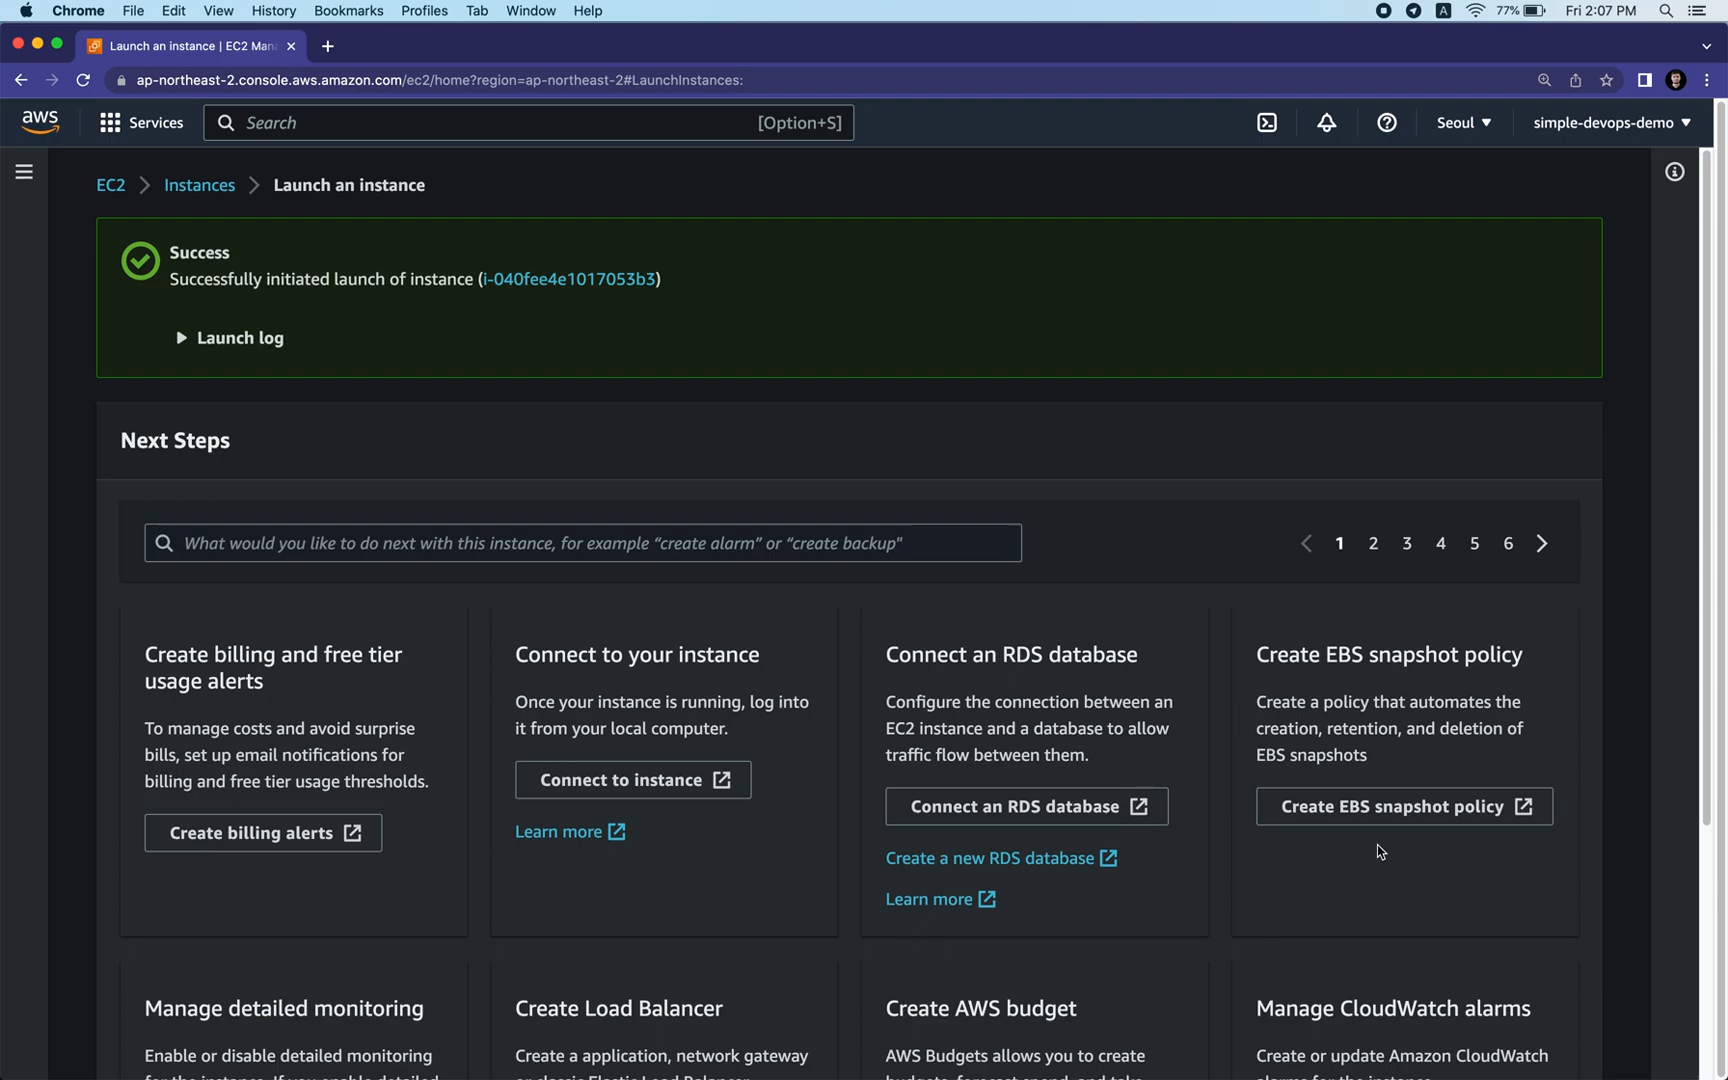 Chrome File Edit View History Bookmarks Profiles Tab Window Help A 77% Fri 2:07 PM
Launch an instance | EC2 Man
ap-northeast-2.console.aws.amazon.com/ec2/home?region=ap-northeast-2#LaunchInstances:
aws Services Search [Option+S] Seoul simple-devops-demo
EC2 Instances Launch an instance
Success
Successfully initiated launch of instance (i-040fee4e1017053b3)
Launch log
Next Steps
What would you like to do next with this instance, for example “create alarm” or “create backup"
1 2 3 4 5 6
Create billing and free tier
usage alerts
To manage costs and avoid surprise
bills, set up email notifications for
billing and free tier usage thresholds.
Create billing alerts
Connect to your instance
Once your instance is running, log into
it from your local computer.
Connect to instance
Learn more
Connect an RDS database
Configure the connection between an
EC2 instance and a database to allow
traffic flow between them.
Connect an RDS database
Create a new RDS database
Learn more
Create EBS snapshot policy
Create a policy that automates the
creation, retention, and deletion of
EBS snapshots
Create EBS snapshot policy
Manage detailed monitoring
Enable or disable detailed monitoring
Create Load Balancer
Create a application, network gateway
Create AWS budget
AWS Budgets allows you to create
Manage CloudWatch alarms
Create or update Amazon CloudWatch